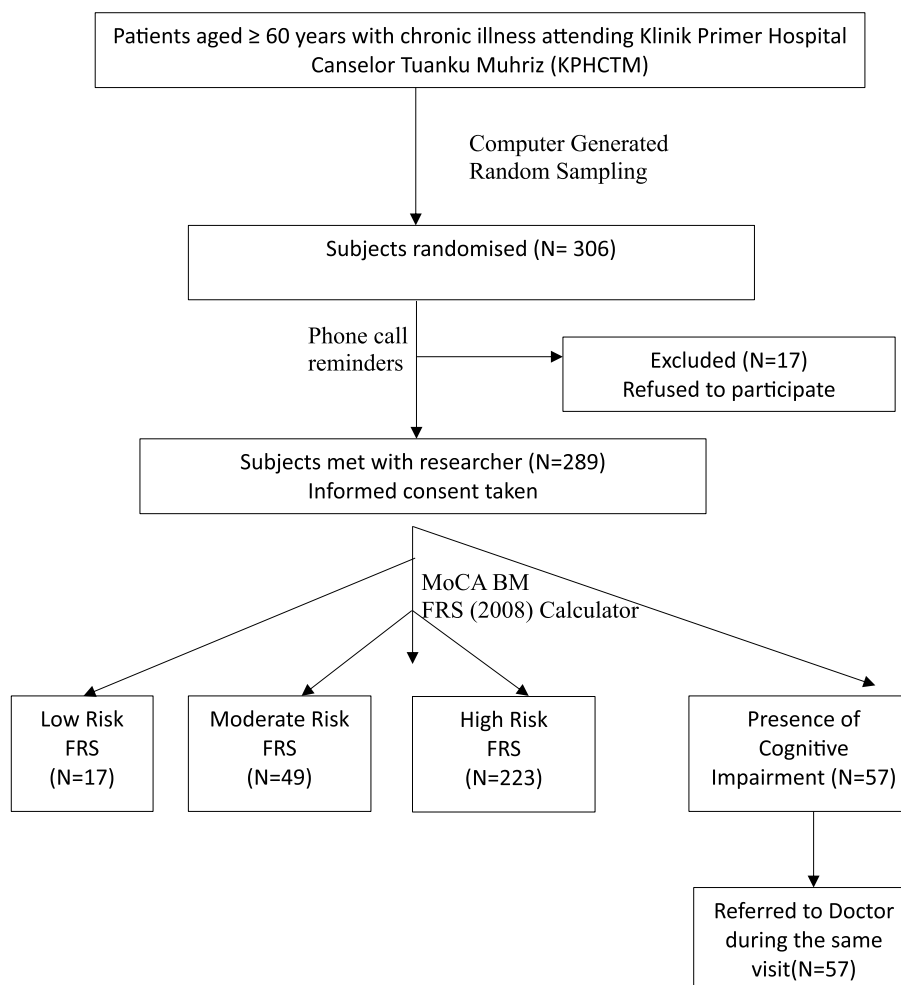 Patients aged ≥ 60 years with chronic illness attending Klinik Primer Hospital
Canselor Tuanku Muhriz (KPHCTM)
Computer Generated
Random Sampling
Subjects randomised (N= 306)
Phone call
reminders
Excluded (N=17)
Refused to participate
Subjects met with researcher (N=289)
Informed consent taken
MoCA BM
FRS (2008) Calculator
Low Risk
FRS
(N=17)
Moderate Risk
FRS
(N=49)
High Risk
FRS
(N=223)
Presence of
Cognitive
Impairment (N=57)
Referred to Doctor
during the same
visit(N=57)